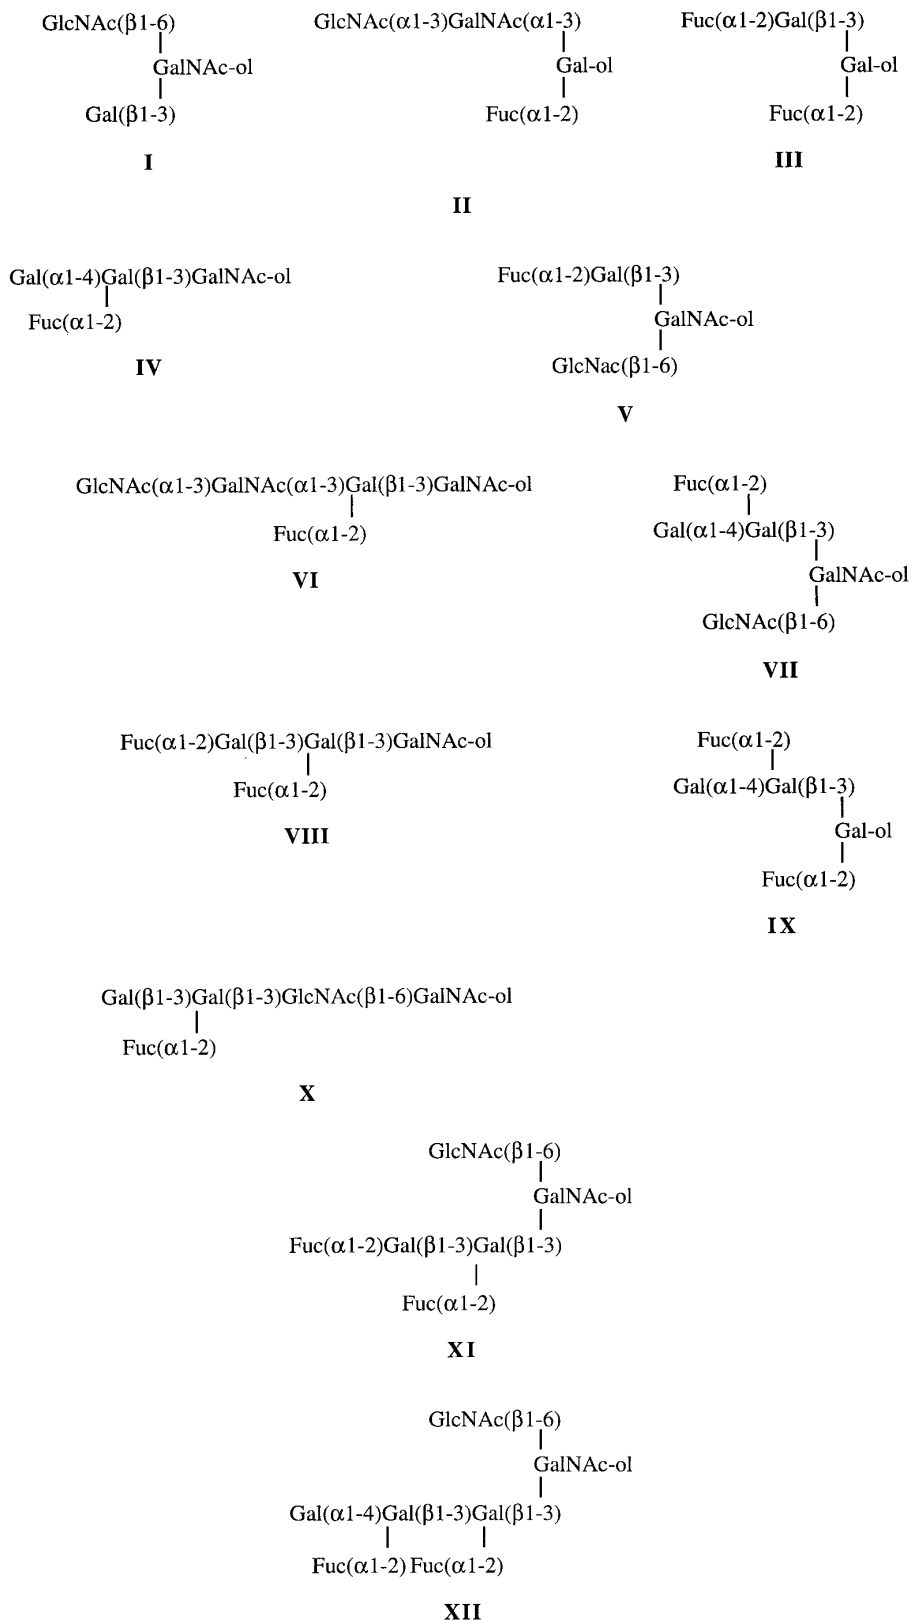 GlcNAc(β1-6)
GalNAc-ol
Gal(β1-3)
I
GlcNAc(α1-3)GalNAc(α1-3)
Gal-ol
Fuc(α1-2)
II
Fuc(α1-2)Gal(β1-3)
Gal-ol
Fuc(α1-2)
III
Gal(α1-4)Gal(β1-3)GalNAc-ol
Fuc(α1-2)
IV
Fuc(α1-2)Gal(β1-3)
GalNAc-ol
GlcNac(β1-6)
V
GlcNAc(α1-3)GalNAc(α1-3)Gal(β1-3)GalNAc-ol
Fuc(α1-2)
VI
Fuc(α1-2)
Gal(α1-4)Gal(β1-3)
GalNAc-ol
GlcNAc(β1-6)
VII
Fuc(α1-2)Gal(β1-3)Gal(β1-3)GalNAc-ol
Fuc(α1-2)
VIII
Fuc(α1-2)
Gal(α1-4)Gal(β1-3)
Gal-ol
Fuc(α1-2)
IX
Gal(β1-3)Gal(β1-3)GlcNAc(β1-6)GalNAc-ol
Fuc(α1-2)
X
GlcNAc(β1-6)
GalNAc-ol
Fuc(α1-2)Gal(β1-3)Gal(β1-3)
Fuc(α1-2)
XI
GlcNAc(β1-6)
GalNAc-ol
Gal(α1-4)Gal(β1-3)Gal(β1-3)
Fuc(α1-2) Fuc(α1-2)
XII